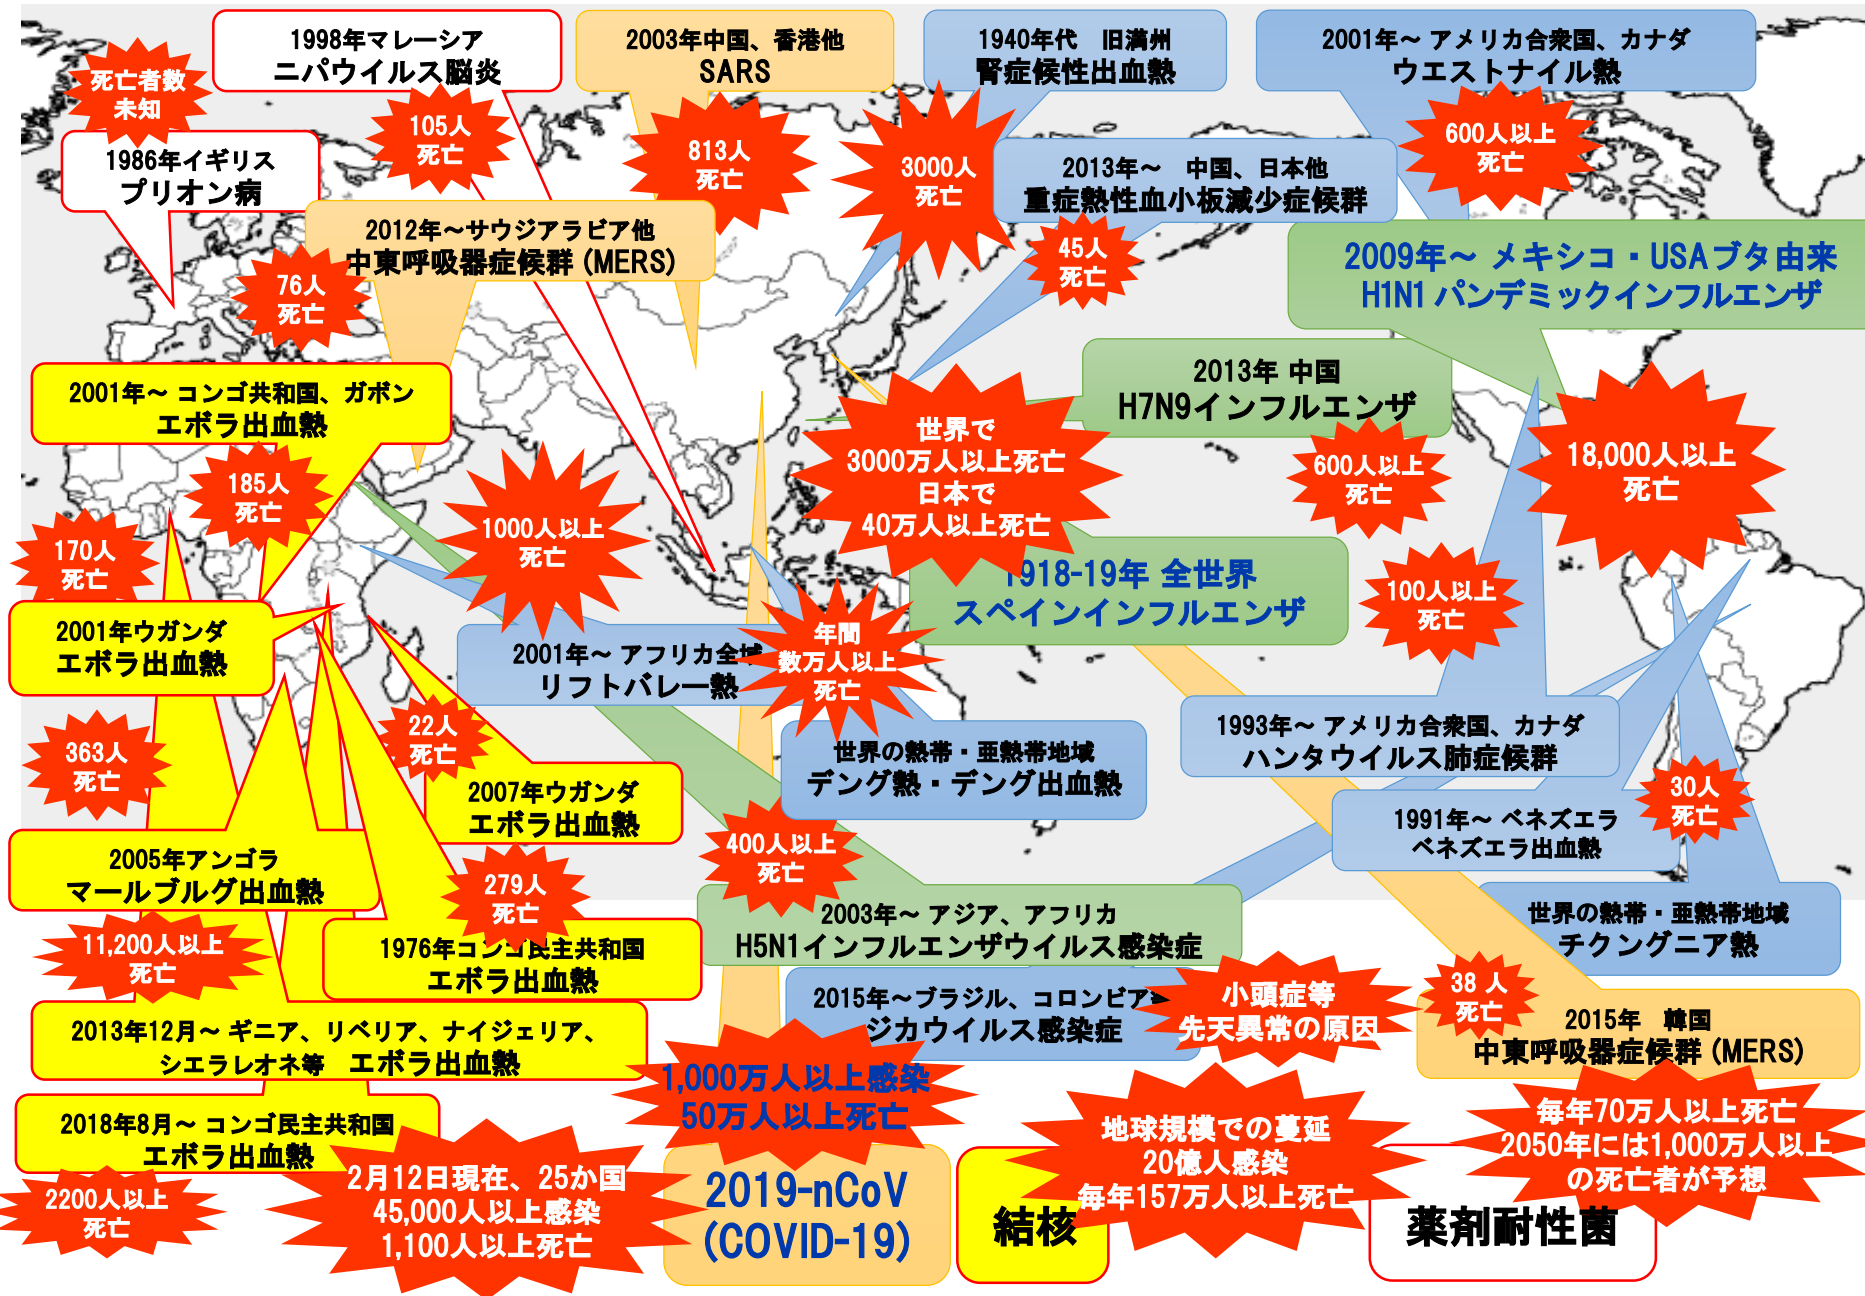 1998年マレーシア
ニパウイルス脳炎
2003年中国、香港他
SARS
1940年代　旧満州
腎症候性出血熱
2001年～ アメリカ合衆国、カナダ
ウエストナイル熱
死亡者数
未知
105人
死亡
813人
死亡
3000人
死亡
600人以上
死亡
1986年イギリス
プリオン病
2013年～　中国、日本他
重症熱性血小板減少症候群
2012年～サウジアラビア他
中東呼吸器症候群（MERS）
76人
死亡
45人
死亡
2009年～ メキシコ・USAブタ由来
H1N1 パンデミックインフルエンザ
2001年～ コンゴ共和国、ガボン
エボラ出血熱
2013年 中国
H7N9インフルエンザ
世界で
3000万人以上死亡
日本で
40万人以上死亡
600人以上
死亡
18,000人以上
死亡
185人
死亡
170人
死亡
1000人以上
死亡
1918-19年 全世界
スペインインフルエンザ
100人以上
死亡
2001年ウガンダ
エボラ出血熱
2001年～ アフリカ全域
リフトバレー熱
年間
数万人以上
死亡
363人
死亡
22人
死亡
世界の熱帯・亜熱帯地域
デング熱・デング出血熱
1993年～ アメリカ合衆国、カナダ
ハンタウイルス肺症候群
2007年ウガンダ
エボラ出血熱
1991年～ ベネズエラ
ベネズエラ出血熱
30人
死亡
2005年アンゴラ
マールブルグ出血熱
279人
死亡
400人以上
死亡
2003年～ アジア、アフリカ
H5N1インフルエンザウイルス感染症
世界の熱帯・亜熱帯地域
チクングニア熱
11,200人以上
死亡
1976年コンゴ民主共和国
エボラ出血熱
2015年～ブラジル、コロンビア
ジカウイルス感染症
小頭症等
先天異常の原因
38 人
死亡
2015年　韓国
中東呼吸器症候群（MERS）
2013年12月～ ギニア、リベリア、ナイジェリア、
シエラレオネ等　エボラ出血熱
1,000万人以上感染
50万人以上死亡
2018年8月～ コンゴ民主共和国
エボラ出血熱
2200人以上
死亡
2月12日現在、25か国
45,000人以上感染
1,100人以上死亡
2019-nCoV
(COVID-19)
地球規模での蔓延
20億人感染
毎年157万人以上死亡
結核
毎年70万人以上死亡
2050年には1,000万人以上
の死亡者が予想
薬剤耐性菌